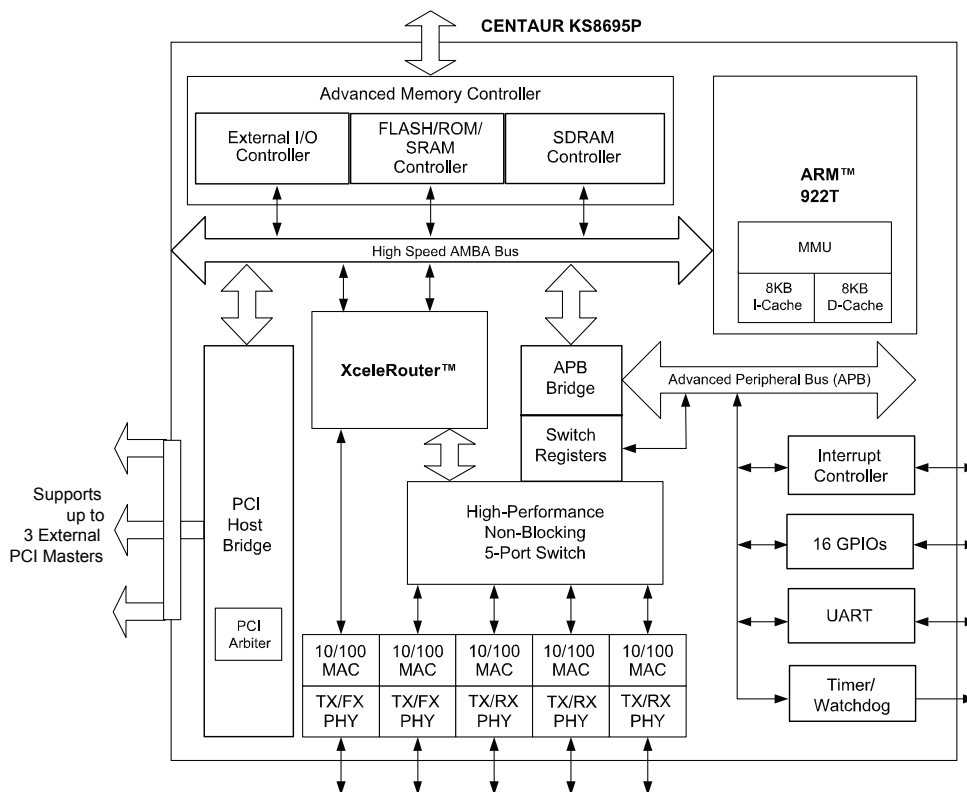 CENTAUR KS8695P
Advanced Memory Controller
External I/O
Controller
FLASH/ROM/
SRAM
Controller
SDRAM
Controller
ARM™
922T
MMU
8KB
I-Cache
8KB
D-Cache
High Speed AMBA Bus
XceleRouter™
APB
Bridge
Advanced Peripheral Bus (APB)
Switch
Registers
Interrupt
Controller
Supports
up to
3 External
PCI Masters
PCI
Host
Bridge
High-Performance
Non-Blocking
5-Port Switch
16 GPIOs
PCI
Arbiter
UART
10/100
MAC
10/100
MAC
10/100
MAC
10/100
MAC
10/100
MAC
TX/FX
PHY
TX/FX
PHY
TX/RX
PHY
TX/RX
PHY
TX/RX
PHY
Timer/
Watchdog